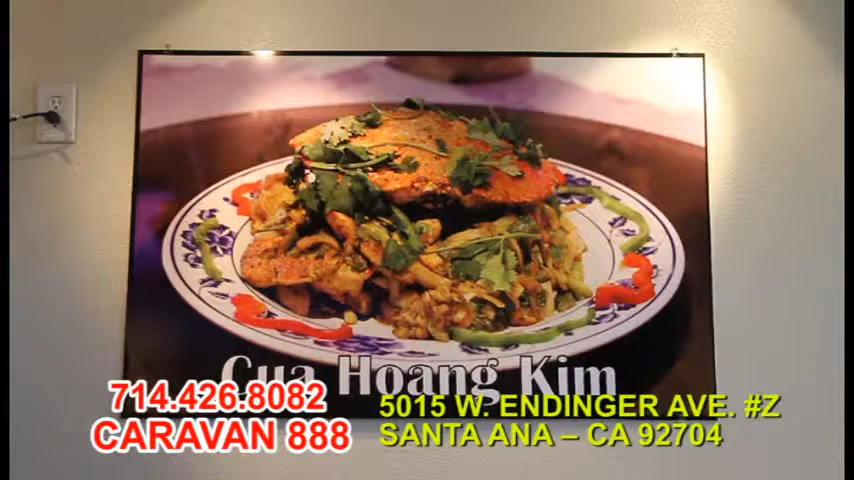 Cua Hoang Kim
714.426.8082
CARAVAN 888
5015 W. ENDINGER AVE. #Z
SANTA ANA – CA 92704